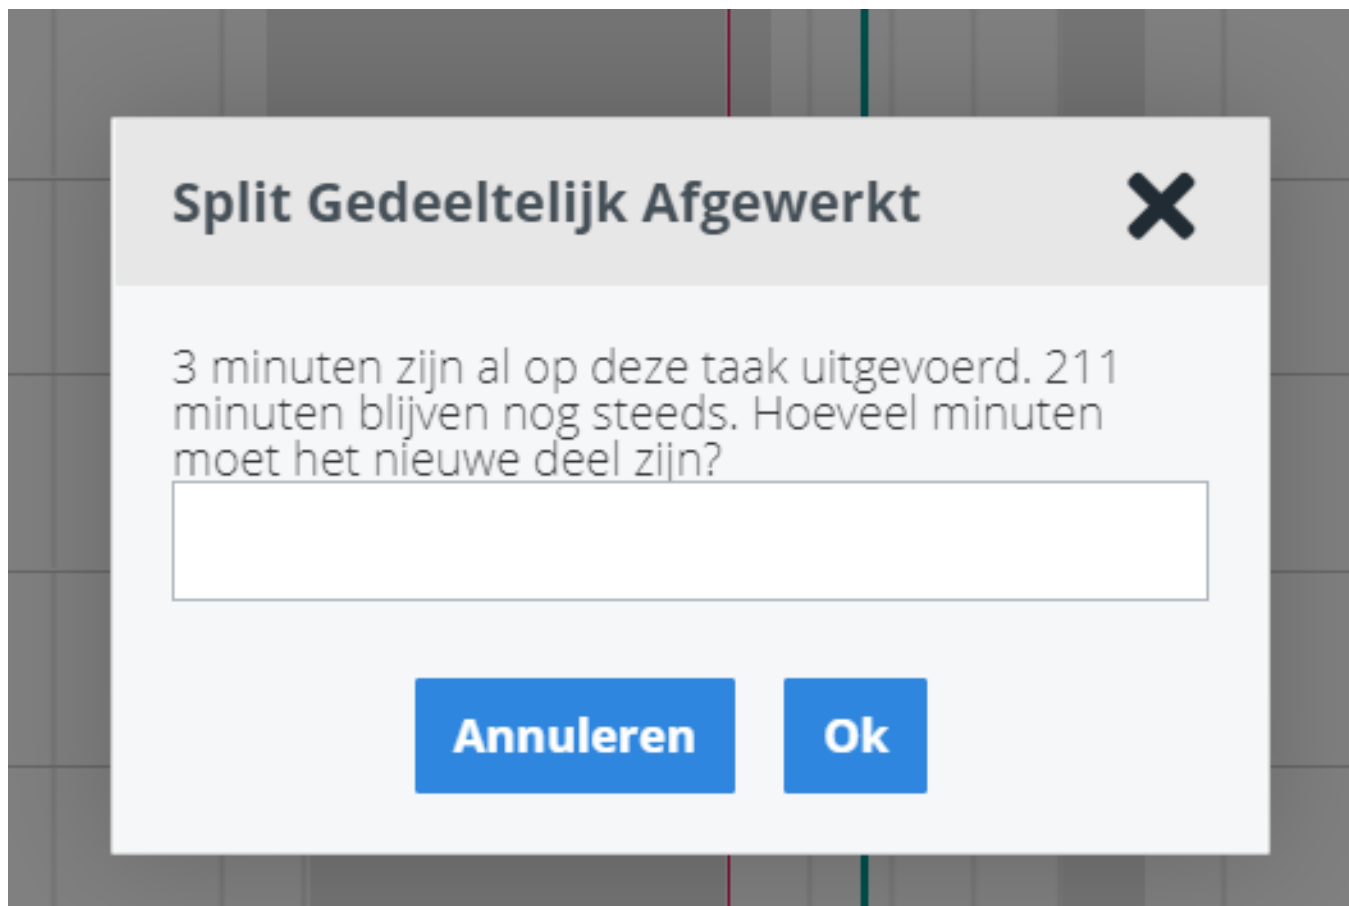 Split Gedeeltelijk Afgewerkt
3 minuten zijn al op deze taak uitgevoerd. 211
minuten blijven nog steeds. Hoeveel minuten
moet het nieuwe deel zijn?
Annuleren Ok